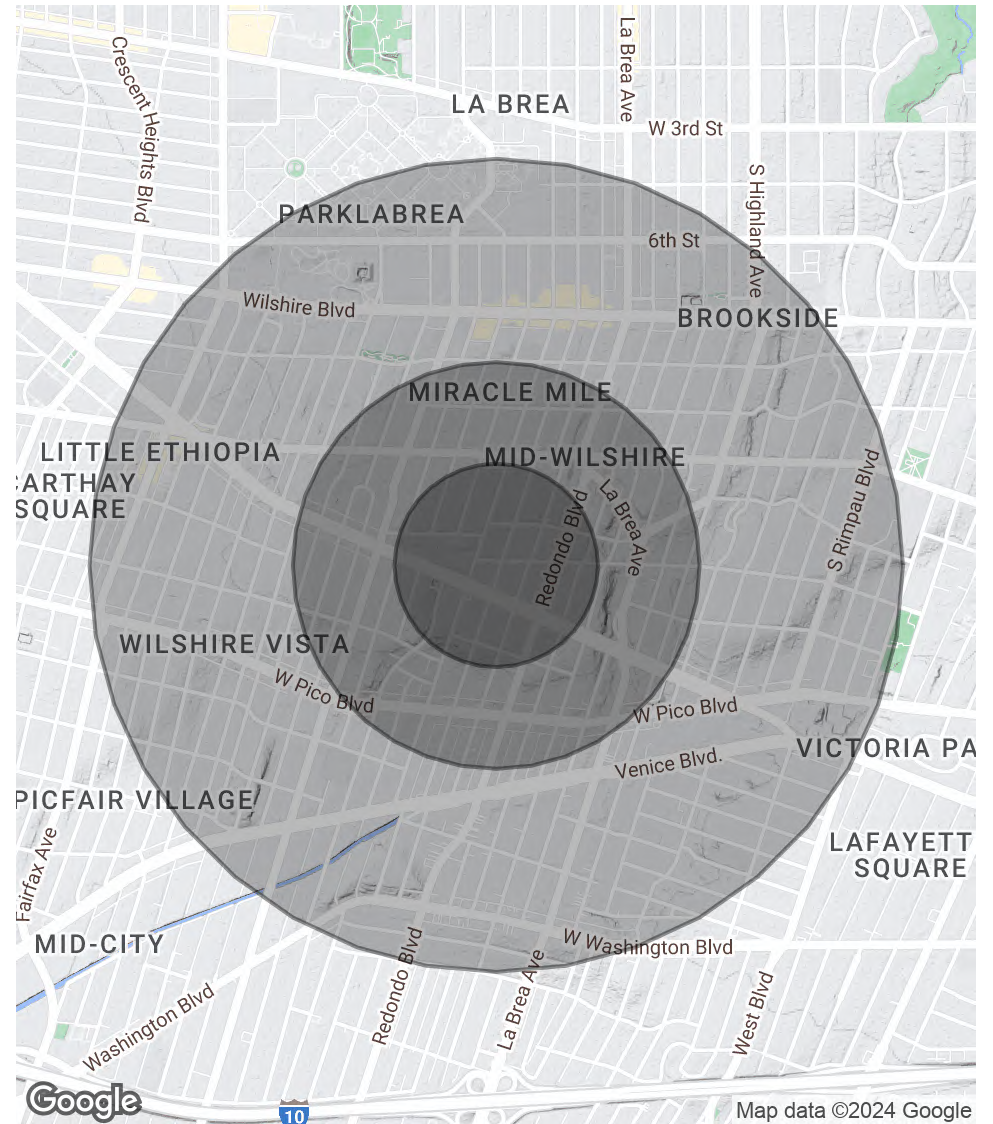 Crescent Heights Blvd
La Brea Ave
LA BREA
W 3rd St
S Highland Ave
PARKLABREA
6th St
Wilshire Blvd
BROOKSIDE
MIRACLE MILE
LITTLE ETHIOPIA
MID-WILSHIRE
CARTHAY
SQUARE
S Rimpau Blvd
La Brea Ave
Redondo Blvd
WILSHIRE VISTA
W Pico Blvd
W Pico Blvd
VICTORIA PA
Venice Blvd.
PICFAIR VILLAGE
LAFAYETT
SQUARE
Fairfax Ave
MID-CITY
W Washington Blvd
Redondo Blvd
La Brea Ave
West Blvd
Washington Blvd
Google
10
Map data ©2024 Google